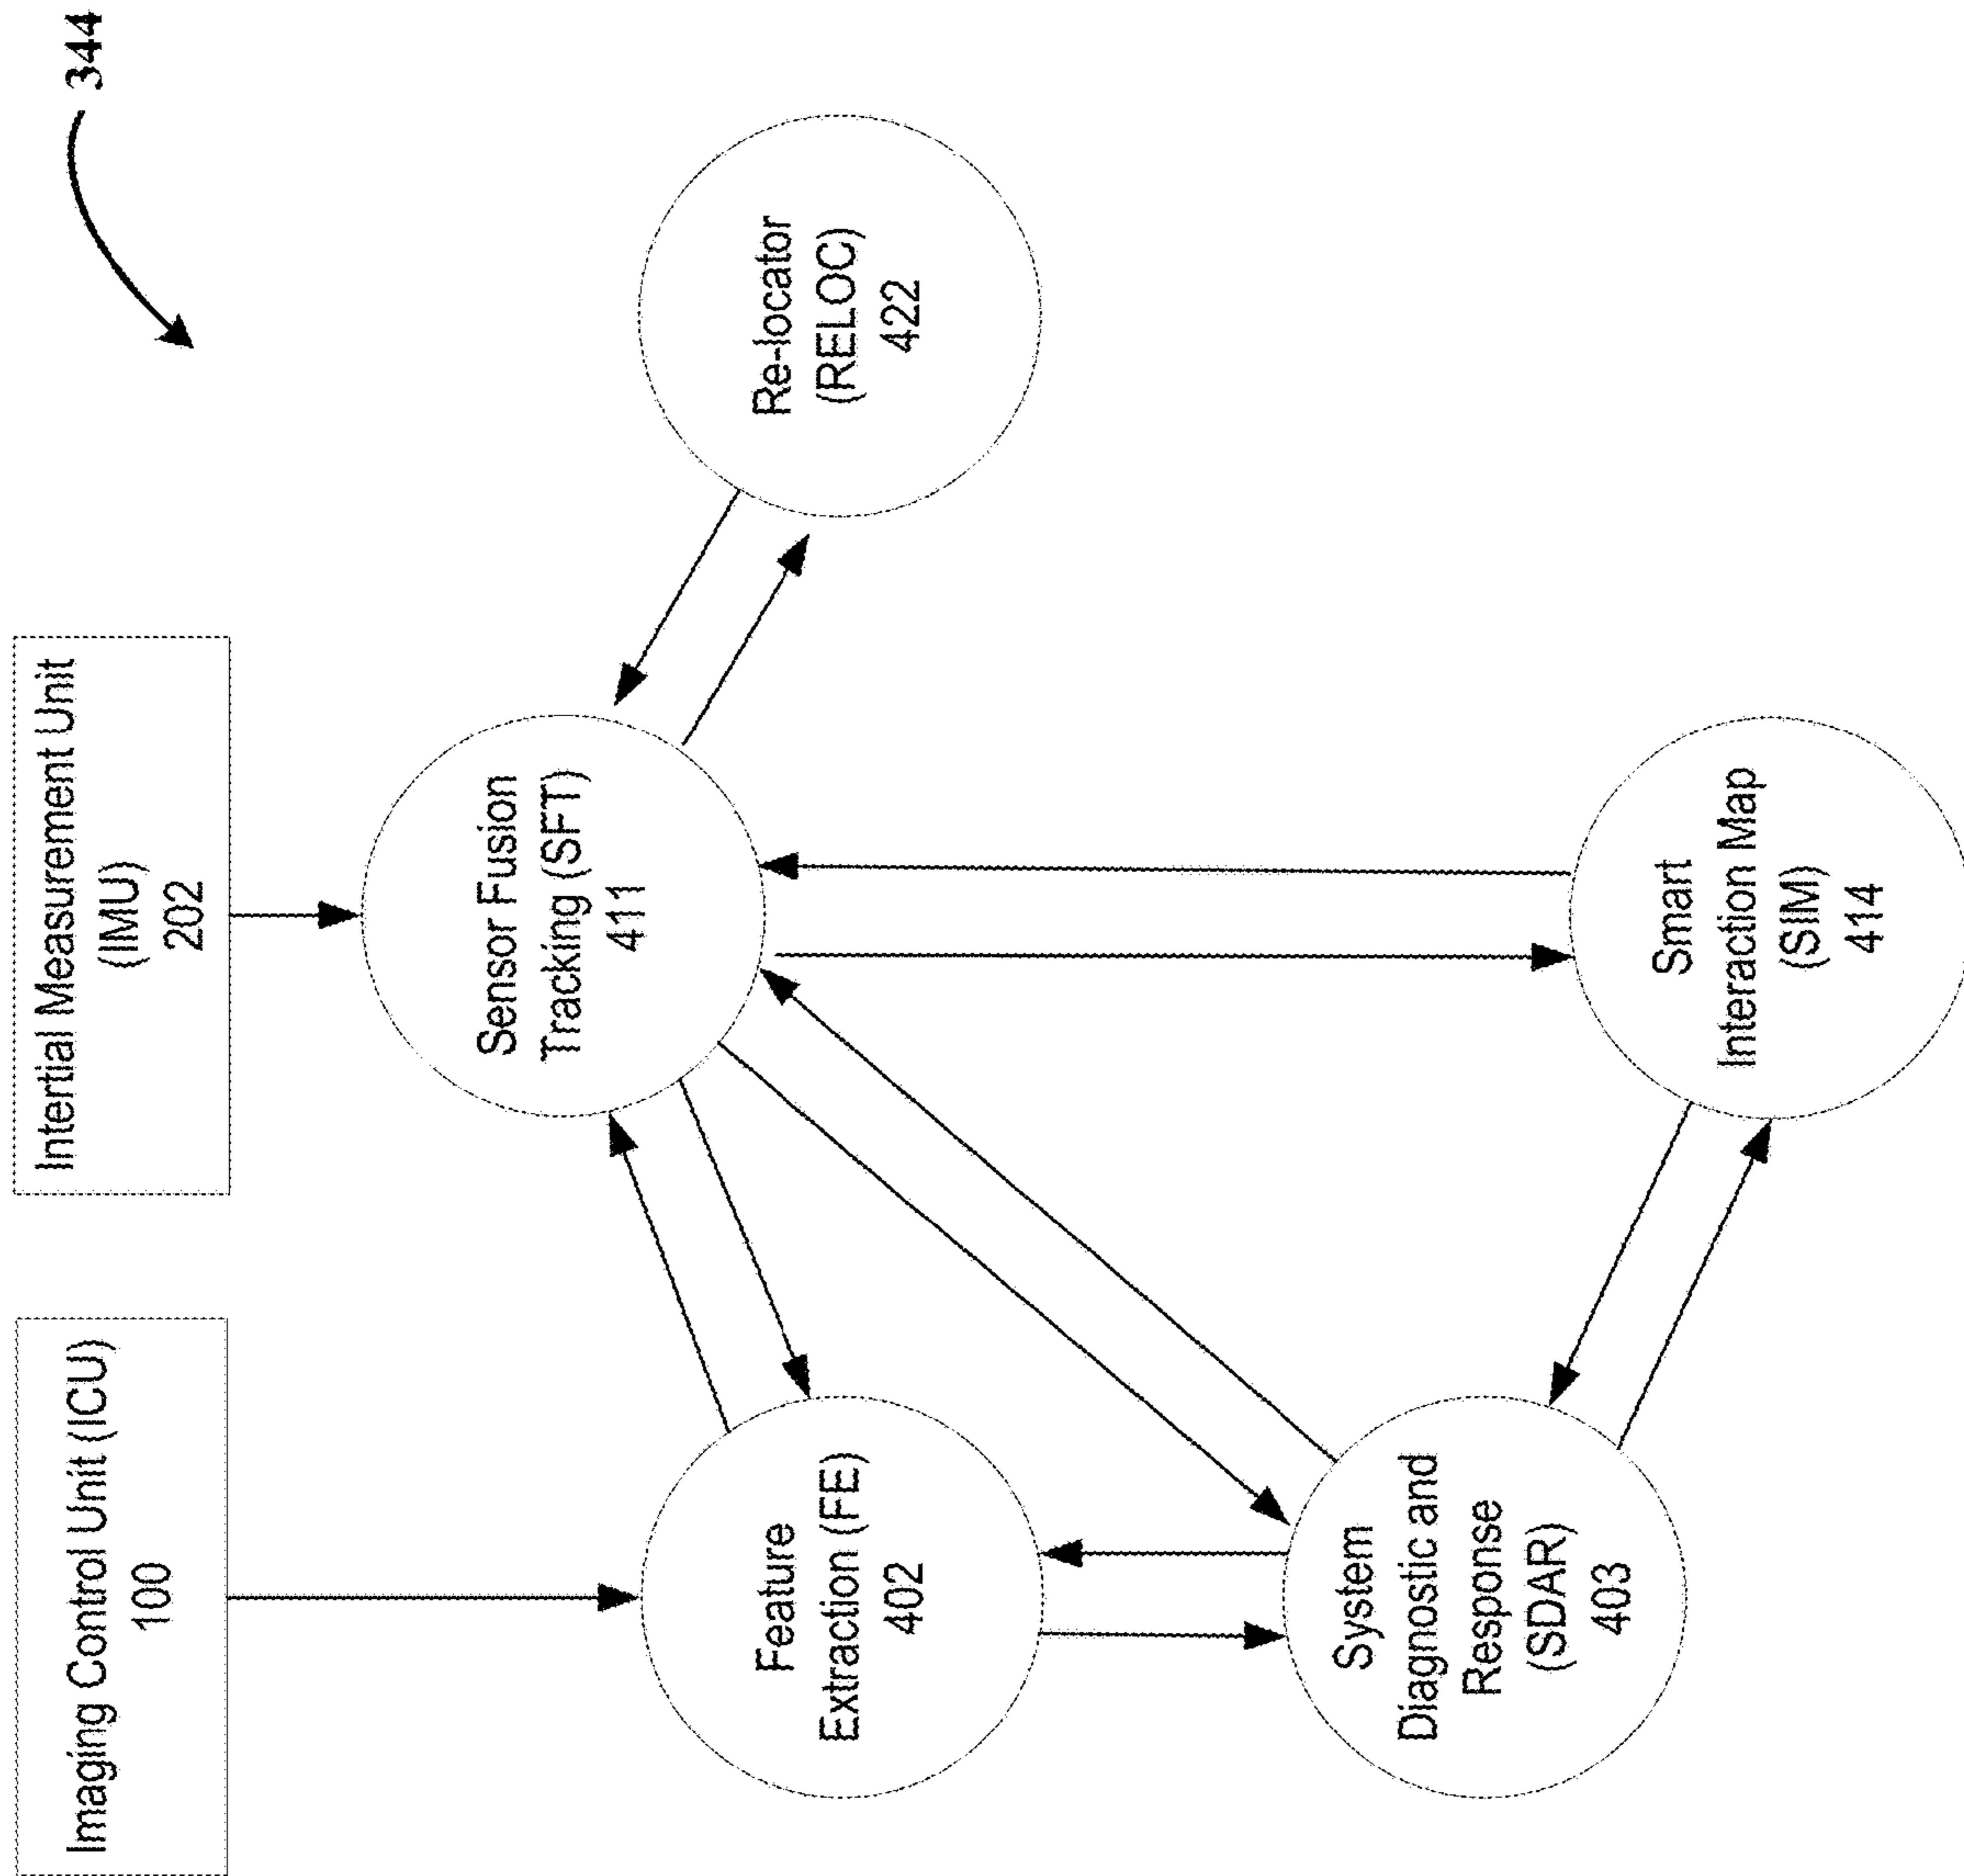 344
Imaging Control Unit (ICU)
100
Intertial Measurement Unit
(IMU)
202
Sensor Fusion
Tracking (SFT)
411
Feature
Extraction (FE)
402
Re-locator
(RELOC)
422
System
Diagnostic and
Response
(SDAR)
403
Smart
Interaction Map
(SIM)
414